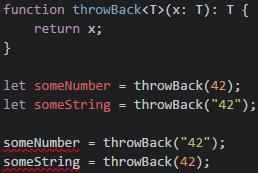 function throwBack<T>(x: T): T {
    return x;
}
let someNumber = throwBack(42);
let someString = throwBack("42");
someNumber = throwBack("42");
someString = throwBack(42);